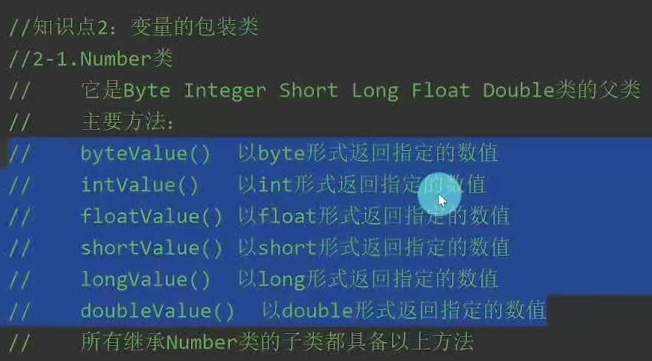 //知识点2：变量的包装类
//2-1.Number类
// 它是Byte Integer Short Long Float Double类的父类
// 主要方法：
// byteValue() 以byte形式返回指定的数值
// intValue() 以int形式返回指定的数值
// floatValue() 以float形式返回指定的数值
// shortValue() 以short形式返回指定的数值
// longValue() 以long形式返回指定的数值
// doubleValue() 以double形式返回指定的数值
// 所有继承Number类的子类都具备以上方法